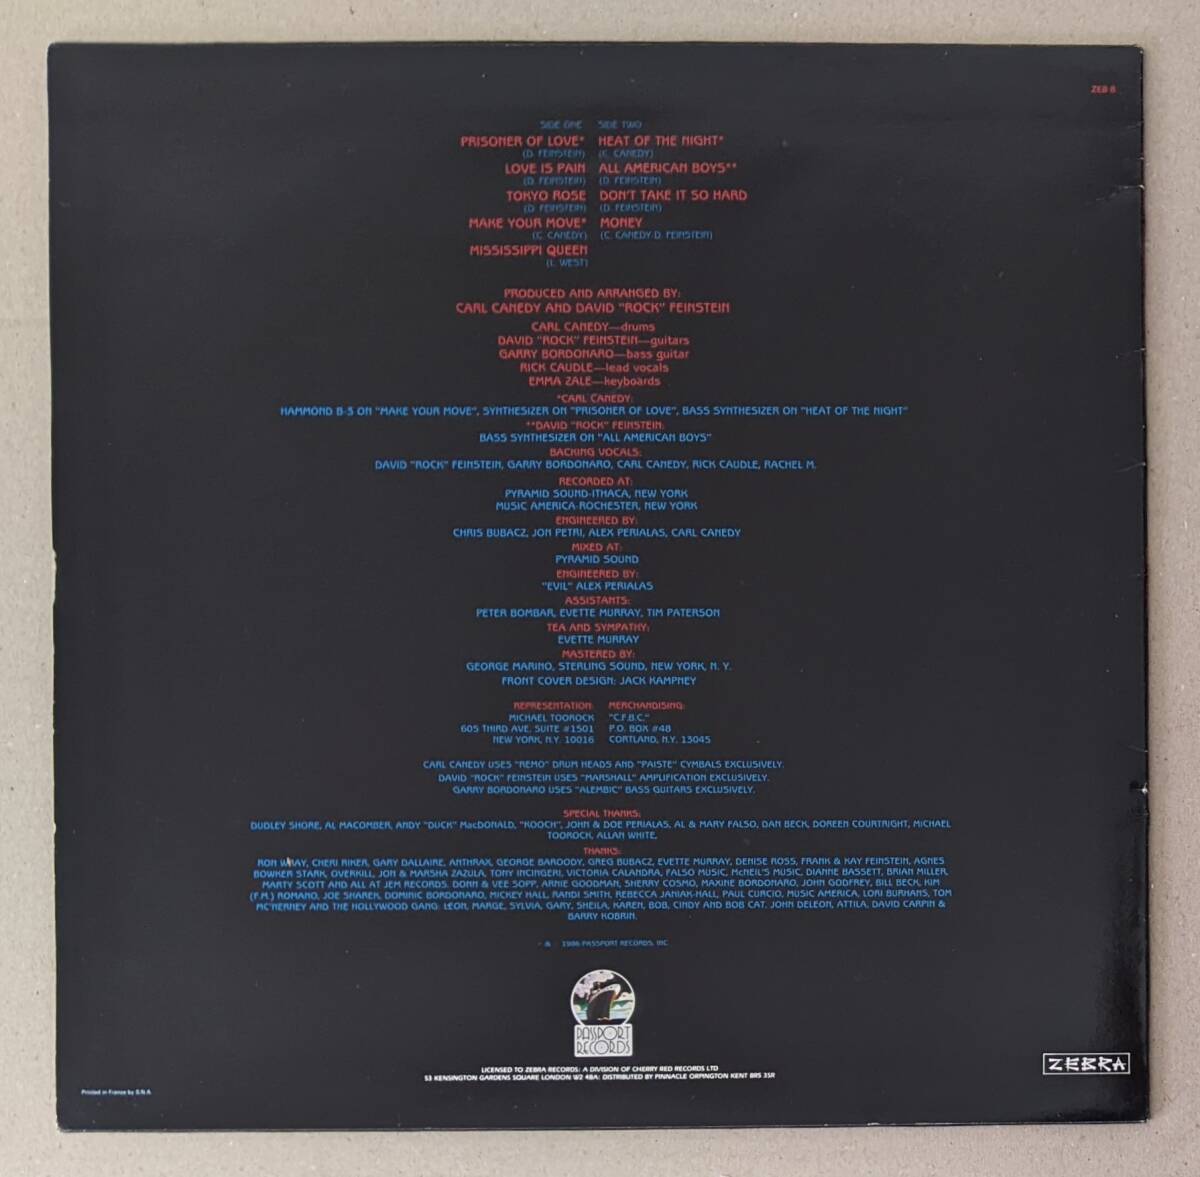 ZEB 8
SIDE ONE
PRISONER OF LOVE*
(D. FEINSTEIN)
LOVE IS PAIN
(D. FEINSTEIN)
TOKYO ROSE
(D. FEINSTEIN)
MAKE YOUR MOVE*
(C. CANEDY)
MISSISSIPPI QUEEN
(L. WEST)
SIDE TWO
HEAT OF THE NIGHT*
(C. CANEDY)
ALL AMERICAN BOYS**
(D. FEINSTEIN)
DON'T TAKE IT SO HARD
(D. FEINSTEIN)
MONEY
(C. CANEDY-D. FEINSTEIN)
PRODUCED AND ARRANGED BY:
CARL CANEDY AND DAVID "ROCK" FEINSTEIN
CARL CANEDY—drums
DAVID "ROCK" FEINSTEIN—guitars
GARRY BORDONARO—bass guitar
RICK CAUDLE—lead vocals
EMMA ZALE—keyboards
*CARL CANEDY:
HAMMOND B-3 ON "MAKE YOUR MOVE", SYNTHESIZER ON "PRISONER OF LOVE", BASS SYNTHESIZER ON "HEAT OF THE NIGHT"
**DAVID "ROCK" FEINSTEIN:
BASS SYNTHESIZER ON "ALL AMERICAN BOYS"
BACKING VOCALS:
DAVID "ROCK" FEINSTEIN, GARRY BORDONARO, CARL CANEDY, RICK CAUDLE, RACHEL M.
RECORDED AT:
PYRAMID SOUND-ITHACA, NEW YORK
MUSIC AMERICA-ROCHESTER, NEW YORK
ENGINEERED BY:
CHRIS BUBACZ, JON PETRI, ALEX PERIALAS, CARL CANEDY
MIXED AT:
PYRAMID SOUND
ENGINEERED BY:
"EVIL" ALEX PERIALAS
ASSISTANTS:
PETER BOMBAR, EVETTE MURRAY, TIM PATERSON
TEA AND SYMPATHY:
EVETTE MURRAY
MASTERED BY:
GEORGE MARINO, STERLING SOUND, NEW YORK, N. Y.
FRONT COVER DESIGN: JACK KAMPNEY
REPRESENTATION:
MICHAEL TOOROCK
605 THIRD AVE. SUITE #1501
NEW YORK, N.Y. 10016
MERCHANDISING:
"C.F.B.C."
P.O. BOX #48
CORTLAND, N.Y. 13045
CARL CANEDY USES "REMO" DRUM HEADS AND "PAISTE" CYMBALS EXCLUSIVELY.
DAVID "ROCK" FEINSTEIN USES "MARSHALL" AMPLIFICATION EXCLUSIVELY.
GARRY BORDONARO USES "ALEMBIC" BASS GUITARS EXCLUSIVELY.
SPECIAL THANKS:
DUDLEY SHORE, AL MACOMBER, ANDY "DUCK" MacDONALD, "KOOCH", JOHN & DOE PERIALAS, AL & MARY FALSO, DAN BECK, DOREEN COURTRIGHT, MICHAEL
TOOROCK, ALLAN WHITE.
THANKS:
RON WRAY, CHERI RIKER, GARY DALLAIRE, ANTHRAX, GEORGE BAROODY, GREG BUBACZ, EVETTE MURRAY, DENISE ROSS, FRANK & KAY FEINSTEIN, AGNES
BOWKER STARK, OVERKILL, JON & MARSHA ZAZULA, TONY INCINGERI, VICTORIA CALANDRA, FALSO MUSIC, McNEIL'S MUSIC, DIANNE BASSETT, BRIAN MILLER,
MARTY SCOTT AND ALL AT JEM RECORDS, DONN & VEE SOPP, ARNIE GOODMAN, SHERRY COSMO, MAXINE BORDONARO, JOHN GODFREY, BILL BECK, KIM
(F.M.) ROMANO, JOE SHARER, DOMINIC BORDONARO, MICKEY HALL, RANDI SMITH, REBECCA JANIAK-HALL, PAUL CURCIO, MUSIC AMERICA, LORI BURHANS, TOM
McTIERNEY AND THE HOLLYWOOD GANG: LEON, MARGE, SYLVIA, GARY, SHEILA, KAREN, BOB, CINDY AND BOB CAT. JOHN DELEON, ATTILA, DAVID CARPIN &
BARRY KOBRIN.
& 1986 PASSPORT RECORDS, INC
PASSPORT
RECORDS
LICENSED TO ZEBRA RECORDS: A DIVISION OF CHERRY RED RECORDS LTD
53 KENSINGTON GARDENS SQUARE LONDON W2 4BA: DISTRIBUTED BY PINNACLE ORPINGTON KENT BR5 3SR
ZEBRA
Printed in France by S.N.A.